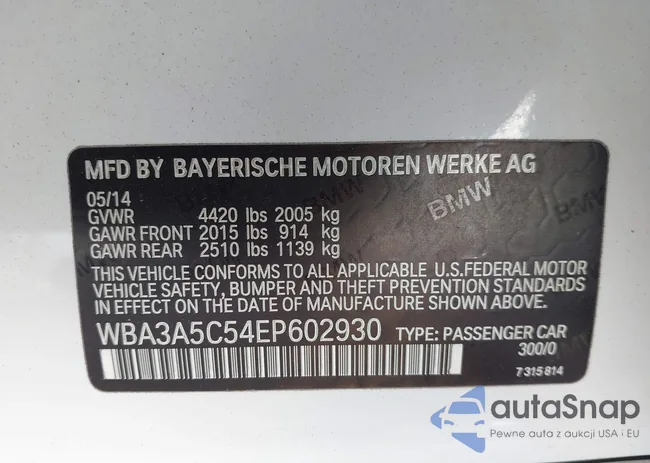 MFD BY BAYERISCHE MOTOREN WERKE AG
05/14
GVWR 4420 lbs 2005 kg
GAWR FRONT 2015 lbs 914 kg
GAWR REAR 2510 lbs 1139 kg
BMW
BMW
THIS VEHICLE CONFORMS TO ALL APPLICABLE U.S.FEDERAL MOTOR
VEHICLE SAFETY, BUMPER AND THEFT PREVENTION STANDARDS
IN EFFECT ON THE DATE OF MANUFACTURE SHOWN ABOVE.
WBA3A5C54EP602930 TYPE: PASSENGER CAR
300/0
7315814
autaSnap
Pewne auta z aukcji USA i EU